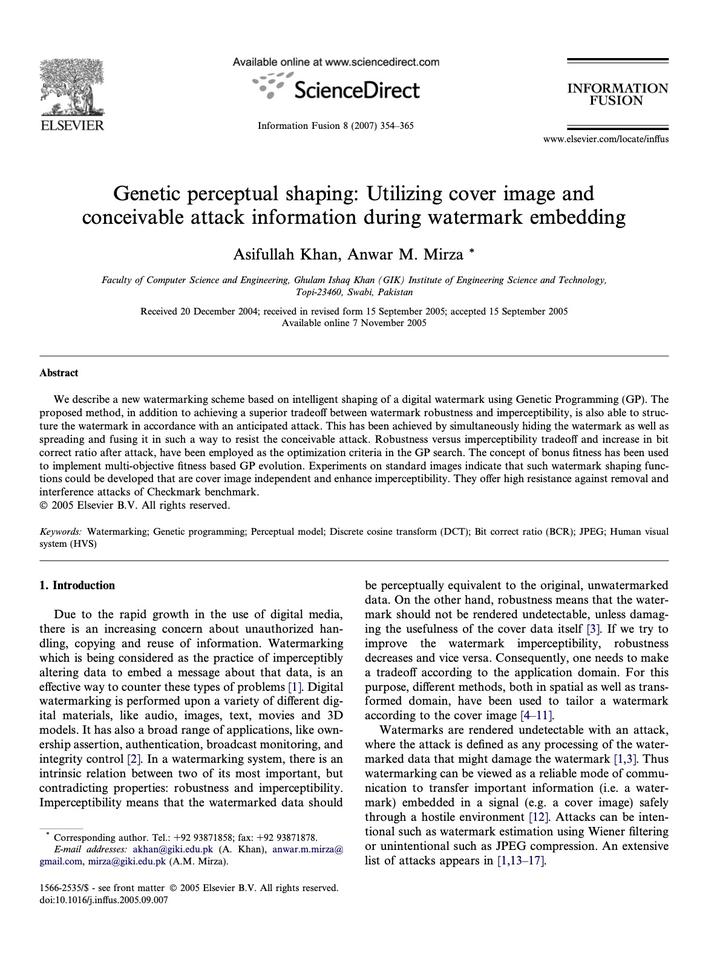 Available online at www.sciencedirect.com
ScienceDirect
ELSEVIER
INFORMATION
FUSION
Information Fusion 8 (2007) 354–365
www.elsevier.com/locate/inffus
Genetic perceptual shaping: Utilizing cover image and
conceivable attack information during watermark embedding
Asifullah Khan, Anwar M. Mirza *
Faculty of Computer Science and Engineering, Ghulam Ishaq Khan (GIK) Institute of Engineering Science and Technology,
Topi-23460, Swabi, Pakistan
Received 20 December 2004; received in revised form 15 September 2005; accepted 15 September 2005
Available online 7 November 2005
Abstract
We describe a new watermarking scheme based on intelligent shaping of a digital watermark using Genetic Programming (GP). The
proposed method, in addition to achieving a superior tradeoff between watermark robustness and imperceptibility, is also able to struc-
ture the watermark in accordance with an anticipated attack. This has been achieved by simultaneously hiding the watermark as well as
spreading and fusing it in such a way to resist the conceivable attack. Robustness versus imperceptibility tradeoff and increase in bit
correct ratio after attack, have been employed as the optimization criteria in the GP search. The concept of bonus fitness has been used
to implement multi-objective fitness based GP evolution. Experiments on standard images indicate that such watermark shaping func-
tions could be developed that are cover image independent and enhance imperceptibility. They offer high resistance against removal and
interference attacks of Checkmark benchmark.
© 2005 Elsevier B.V. All rights reserved.
Keywords: Watermarking; Genetic programming; Perceptual model; Discrete cosine transform (DCT); Bit correct ratio (BCR); JPEG; Human visual
system (HVS)
1. Introduction
Due to the rapid growth in the use of digital media,
there is an increasing concern about unauthorized han-
dling, copying and reuse of information. Watermarking
which is being considered as the practice of imperceptibly
altering data to embed a message about that data, is an
effective way to counter these types of problems [1]. Digital
watermarking is performed upon a variety of different dig-
ital materials, like audio, images, text, movies and 3D
models. It has also a broad range of applications, like own-
ership assertion, authentication, broadcast monitoring, and
integrity control [2]. In a watermarking system, there is an
intrinsic relation between two of its most important, but
contradicting properties: robustness and imperceptibility.
Imperceptibility means that the watermarked data should
* Corresponding author. Tel.: +92 93871858; fax: +92 93871878.
E-mail addresses: akhan@giki.edu.pk (A. Khan), anwar.m.mirza@
gmail.com, mirza@giki.edu.pk (A.M. Mirza).
1566-2535/$ - see front matter © 2005 Elsevier B.V. All rights reserved.
doi:10.1016/j.inffus.2005.09.007
be perceptually equivalent to the original, unwatermarked
data. On the other hand, robustness means that the water-
mark should not be rendered undetectable, unless damag-
ing the usefulness of the cover data itself [3]. If we try to
improve the watermark imperceptibility, robustness
decreases and vice versa. Consequently, one needs to make
a tradeoff according to the application domain. For this
purpose, different methods, both in spatial as well as trans-
formed domain, have been used to tailor a watermark
according to the cover image [4–11].
Watermarks are rendered undetectable with an attack,
where the attack is defined as any processing of the water-
marked data that might damage the watermark [1,3]. Thus
watermarking can be viewed as a reliable mode of commu-
nication to transfer important information (i.e. a water-
mark) embedded in a signal (e.g. a cover image) safely
through a hostile environment [12]. Attacks can be inten-
tional such as watermark estimation using Wiener filtering
or unintentional such as JPEG compression. An extensive
list of attacks appears in [1,13–17].